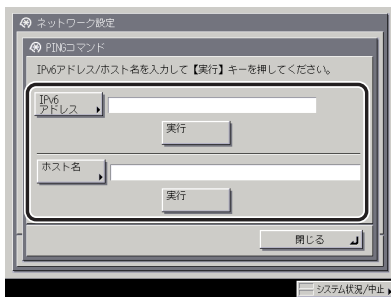 ネットワーク設定
PING6コマンド
IPv6アドレス/ホスト名を入力して【実行】キーを押してください。
IPv6
アドレス
実行
ホスト名
実行
閉じる
システム状況/中止